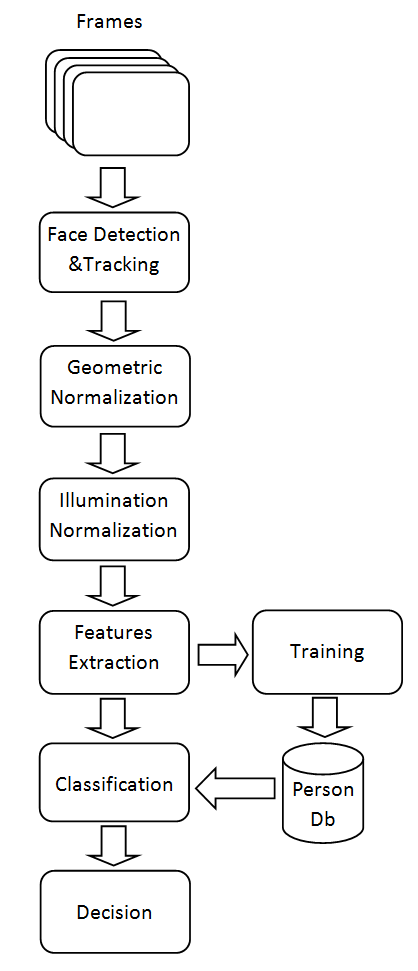 Frames
Face Detection
&Tracking
Geometric
Normalization
Illumination
Normalization
Features
Extraction
Training
Classification
Person
Db
Decision